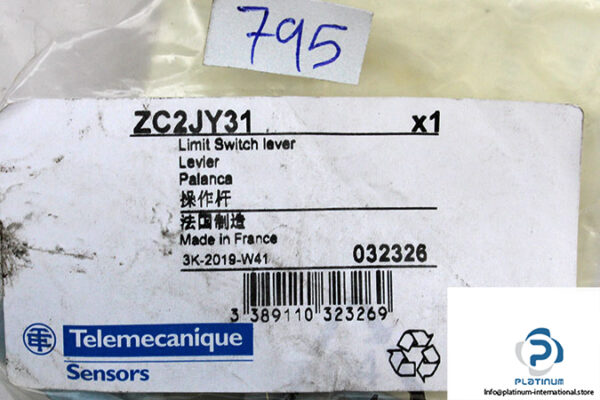 795
ZC2JY31 x1
Limit Switch lever
Levier
Palanca
操作杆
法国制造
Made in France
3K-2019-W41 032326
3 389110 323269
Telemecanique
Sensors
PLATINUM
Info@platinum-international.store